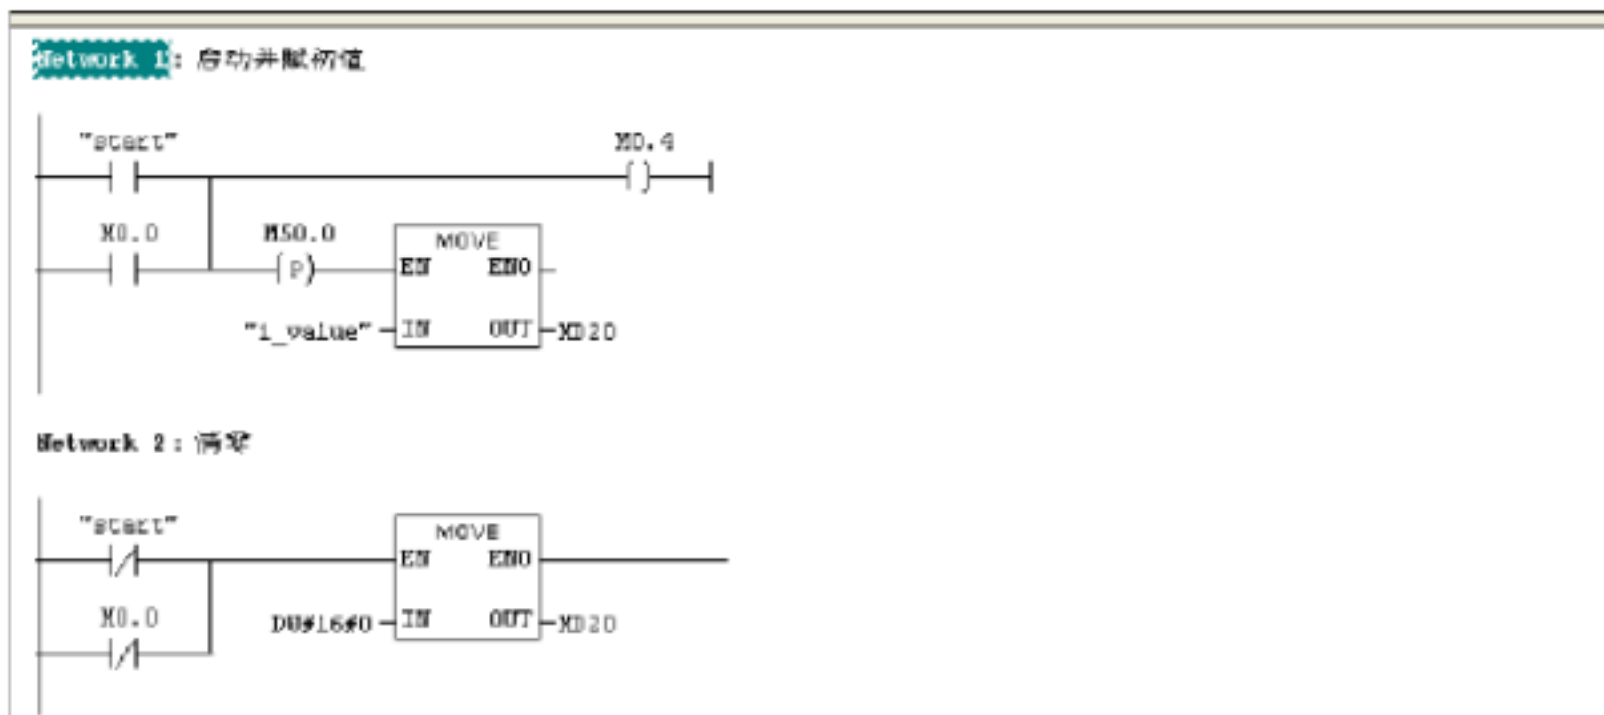 Network 1: 启动并赋初值
"start"
M0.4
M0.0
M50.0
MOVE
P
EN
ENO
"i_value"
IN
OUT
MD20
Network 2: 清零
"start"
MOVE
EN
ENO
M0.0
DW#16#0
IN
OUT
MD20